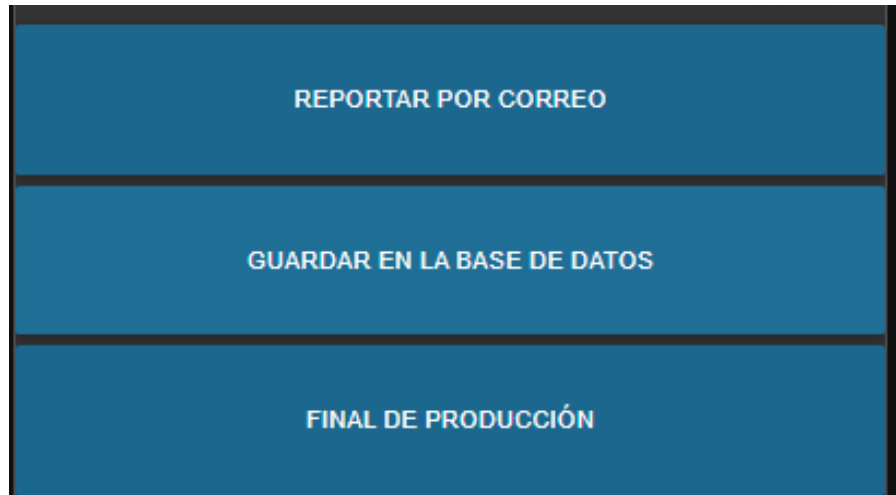 REPORTAR POR CORREO
GUARDAR EN LA BASE DE DATOS
FINAL DE PRODUCCIÓN